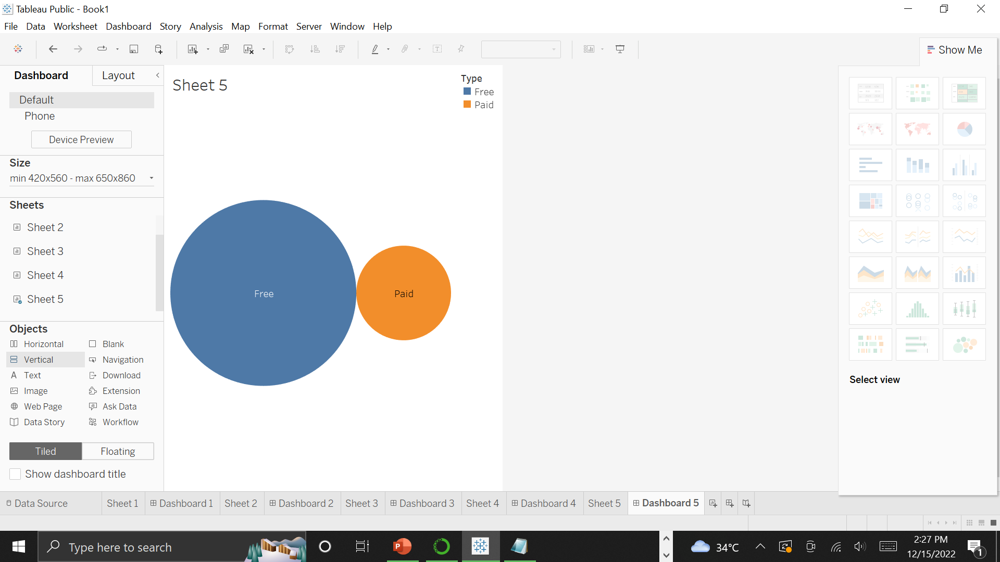 Tableau Public - Book1
File Data Worksheet Dashboard Story Analysis Map Format Server Window Help
Show Me
Dashboard Layout
Default
Phone
Device Preview
Size
min 420x560 - max 650x860
Sheets
Sheet 2
Sheet 3
Sheet 4
Sheet 5
Objects
Horizontal Blank
Vertical Navigation
Text Download
Image Extension
Web Page Ask Data
Data Story Workflow
Tiled Floating
Show dashboard title
Sheet 5
Type
Free
Paid
Free
Paid
Select view
Data Source Sheet 1 Dashboard 1 Sheet 2 Dashboard 2 Sheet 3 Dashboard 3 Sheet 4 Dashboard 4 Sheet 5 Dashboard 5
Type here to search
34°C
2:27 PM
12/15/2022
1